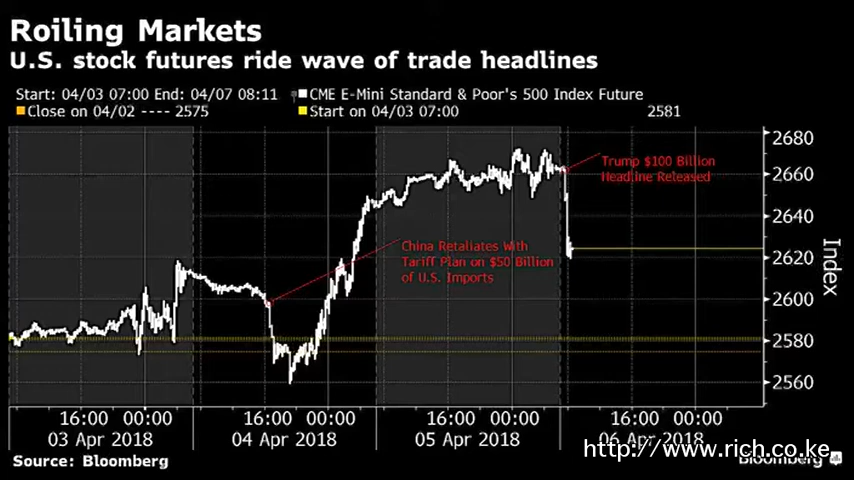 Roiling Markets
U.S. stock futures ride wave of trade headlines
Start: 04/03 07:00 End: 04/07 08:11 CME E-Mini Standard & Poor's 500 Index Future
Close on 04/02 ---- 2575 Start on 04/03 07:00 2581
2680
Trump $100 Billion
Headline Released
2660
2640
China Retaliates With
Tariff Plan on $50 Billion
of U.S. Imports
2620
Index
2600
2580
2560
16:00 00:00 16:00 00:00 16:00 00:00 16:00 00:00
03 Apr 2018 04 Apr 2018 05 Apr 2018 06 Apr 2018
http://www.rich.co.ke
Source: Bloomberg Bloomberg